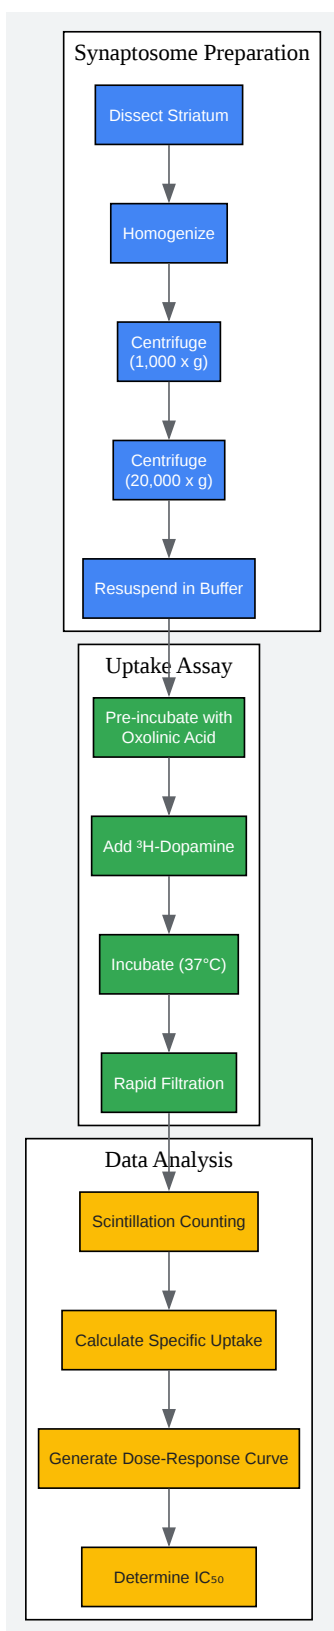 Synaptosome Preparation
Dissect Striatum
Homogenize
Centrifuge
(1,000 x g)
Centrifuge
(20,000 x g)
Resuspend in Buffer
Uptake Assay
Pre-incubate with
Oxolinic Acid
Add ³H-Dopamine
Incubate (37°C)
Rapid Filtration
Data Analysis
Scintillation Counting
Calculate Specific Uptake
Generate Dose-Response Curve
Determine IC₅₀